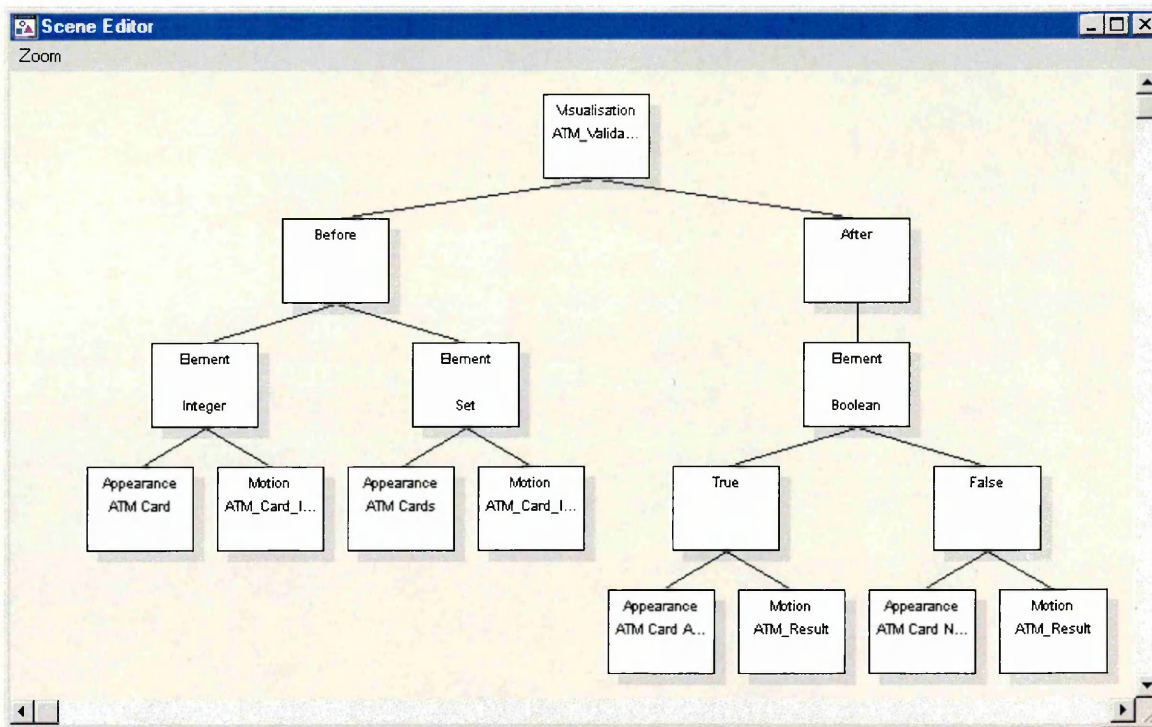 Scene Editor
Zoom
Visualisation
ATM_Valida...
Before
After
Element
Integer
Element
Set
Element
Boolean
Appearance
ATM Card
Motion
ATM_Card_I...
Appearance
ATM Cards
Motion
ATM_Card_I...
True
False
Appearance
ATM Card A...
Motion
ATM_Result
Appearance
ATM Card N...
Motion
ATM_Result